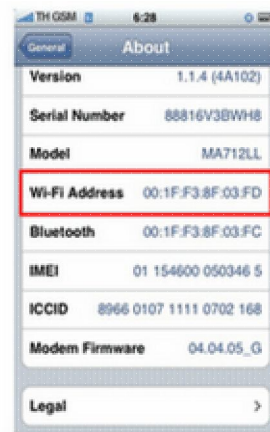 TH GSM 6:28
General About
Version 1.1.4 (4A102)
Serial Number 88816V3BWH8
Model MA712LL
Wi-Fi Address 00:1F:F3:8F:03:FD
Bluetooth 00:1F:F3:8F:03:FC
IMEI 01 154600 050346 5
ICCID 8966 0107 1111 0702 168
Modem Firmware 04.04.05_G
Legal